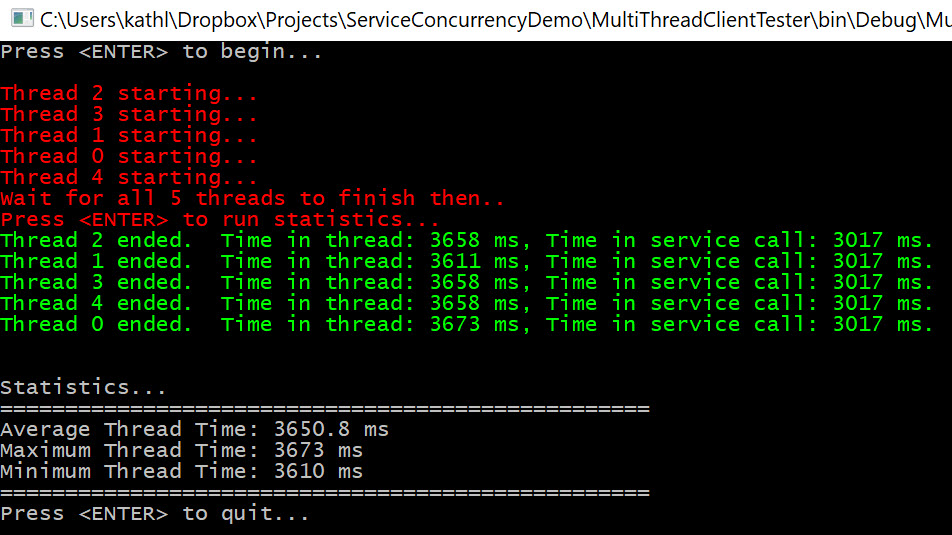 C:\Users\kathl\Dropbox\Projects\ServiceConcurrencyDemo\MultiThreadClientTester\bin\Debug\Mu
Press <ENTER> to begin...
Thread 2 starting...
Thread 3 starting...
Thread 1 starting...
Thread 0 starting...
Thread 4 starting...
Wait for all 5 threads to finish then..
Press <ENTER> to run statistics...
Thread 2 ended.  Time in thread: 3658 ms, Time in service call: 3017 ms.
Thread 1 ended.  Time in thread: 3611 ms, Time in service call: 3017 ms.
Thread 3 ended.  Time in thread: 3658 ms, Time in service call: 3017 ms.
Thread 4 ended.  Time in thread: 3658 ms, Time in service call: 3017 ms.
Thread 0 ended.  Time in thread: 3673 ms, Time in service call: 3017 ms.
Statistics...
==================================================
Average Thread Time: 3650.8 ms
Maximum Thread Time: 3673 ms
Minimum Thread Time: 3610 ms
==================================================
Press <ENTER> to quit...